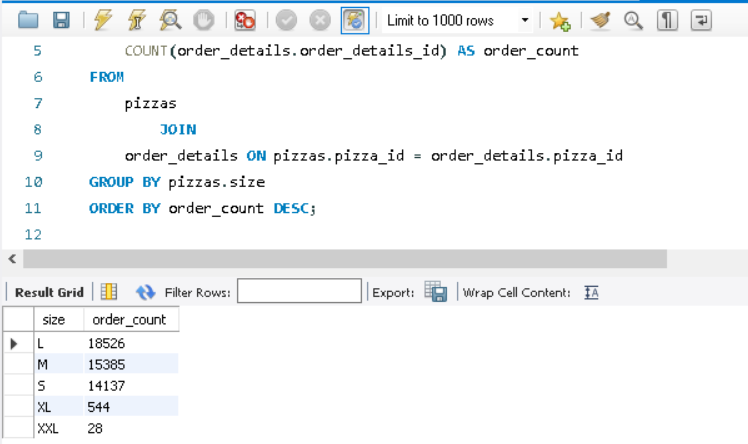 Limit to 1000 rows
5 COUNT(order_details.order_details_id) AS order_count
6 FROM
7 pizzas
8 JOIN
9 order_details ON pizzas.pizza_id = order_details.pizza_id
10 GROUP BY pizzas.size
11 ORDER BY order_count DESC;
12
Result Grid Filter Rows: Export: Wrap Cell Content:
size order_count
L 18526
M 15385
S 14137
XL 544
XXL 28